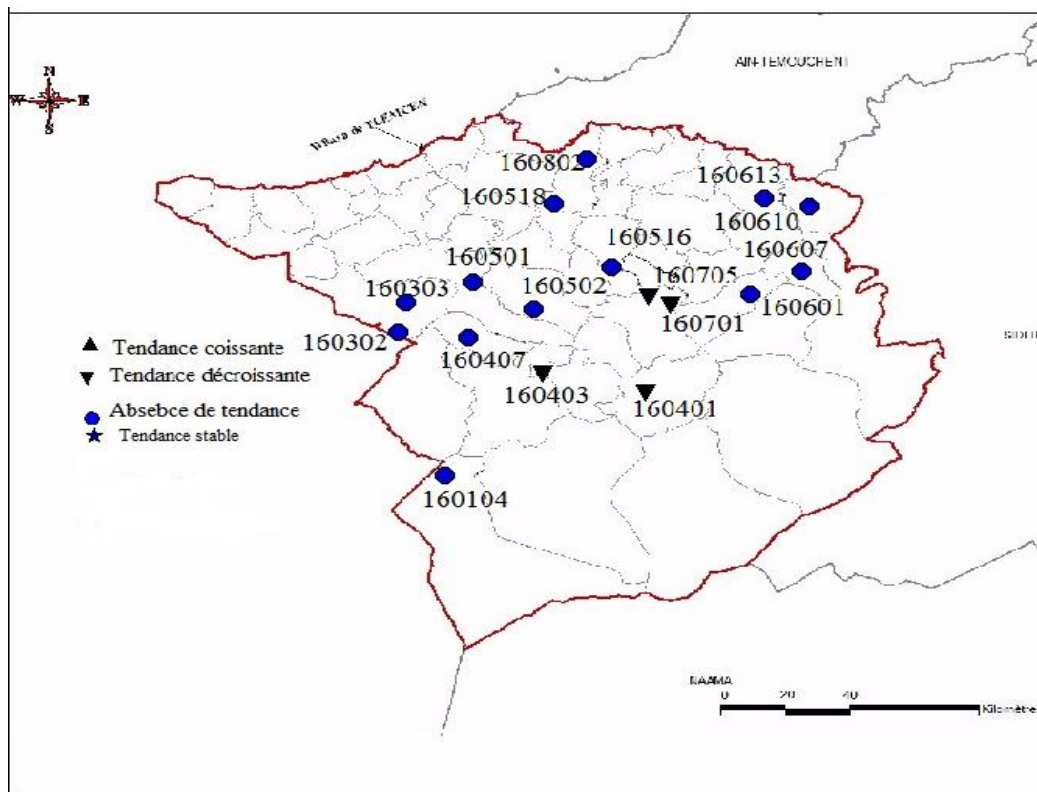 AIN-TEMOUCHENT
N
W E
S
Wilaya de TLEMCEN
160802
160613
160518
160610
160516
160607
160501
160705
160502
160303
160601
160701
160302
160407
Tendance coissante
Tendance décroissante
160403
160401
Absebce de tendance
Tendance stable
160104
NAAMA
0 20 40
Kilomètre